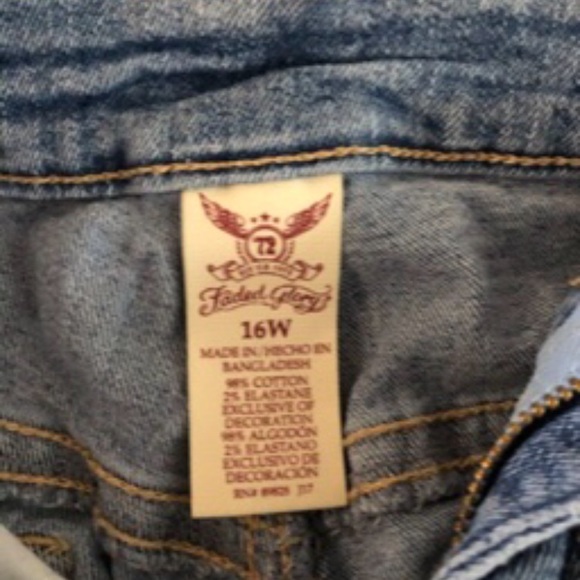 72
Faded Glory
16W
MADE IN/HECHO EN
BANGLADESH
98% COTTON
2% ELASTANE
EXCLUSIVE OF
DECORATION
98% ALGODÓN
2% ELASTANO
EXCLUSIVO DE
DECORACIÓN
RN#